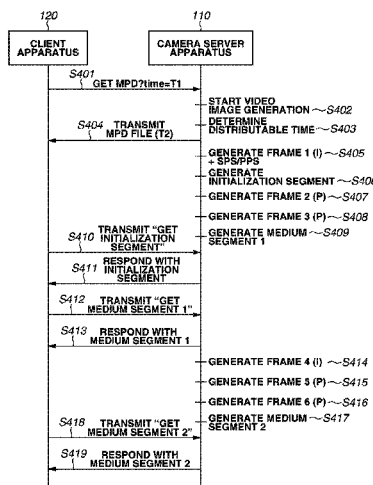 120
110
CLIENT
APPARATUS
CAMERA SERVER
APPARATUS
S401
GET MPD?time=T1
START VIDEO
IMAGE GENERATION S402
DETERMINE
DISTRIBUTABLE TIME S403
S404
TRANSMIT
MPD FILE (T2)
GENERATE FRAME 1 (I) S405
+ SPS/PPS
GENERATE
INITIALIZATION SEGMENT S406
GENERATE FRAME 2 (P) S407
GENERATE FRAME 3 (P) S408
GENERATE MEDIUM S409
SEGMENT 1
S410
TRANSMIT "GET
INITIALIZATION
SEGMENT"
S411
RESPOND WITH
INITIALIZATION
SEGMENT
S412
TRANSMIT "GET
MEDIUM SEGMENT 1"
S413
RESPOND WITH
MEDIUM SEGMENT 1
GENERATE FRAME 4 (I) S414
GENERATE FRAME 5 (P) S415
GENERATE FRAME 6 (P) S416
GENERATE MEDIUM S417
SEGMENT 2
S418
TRANSMIT "GET
MEDIUM SEGMENT 2"
S419
RESPOND WITH
MEDIUM SEGMENT 2